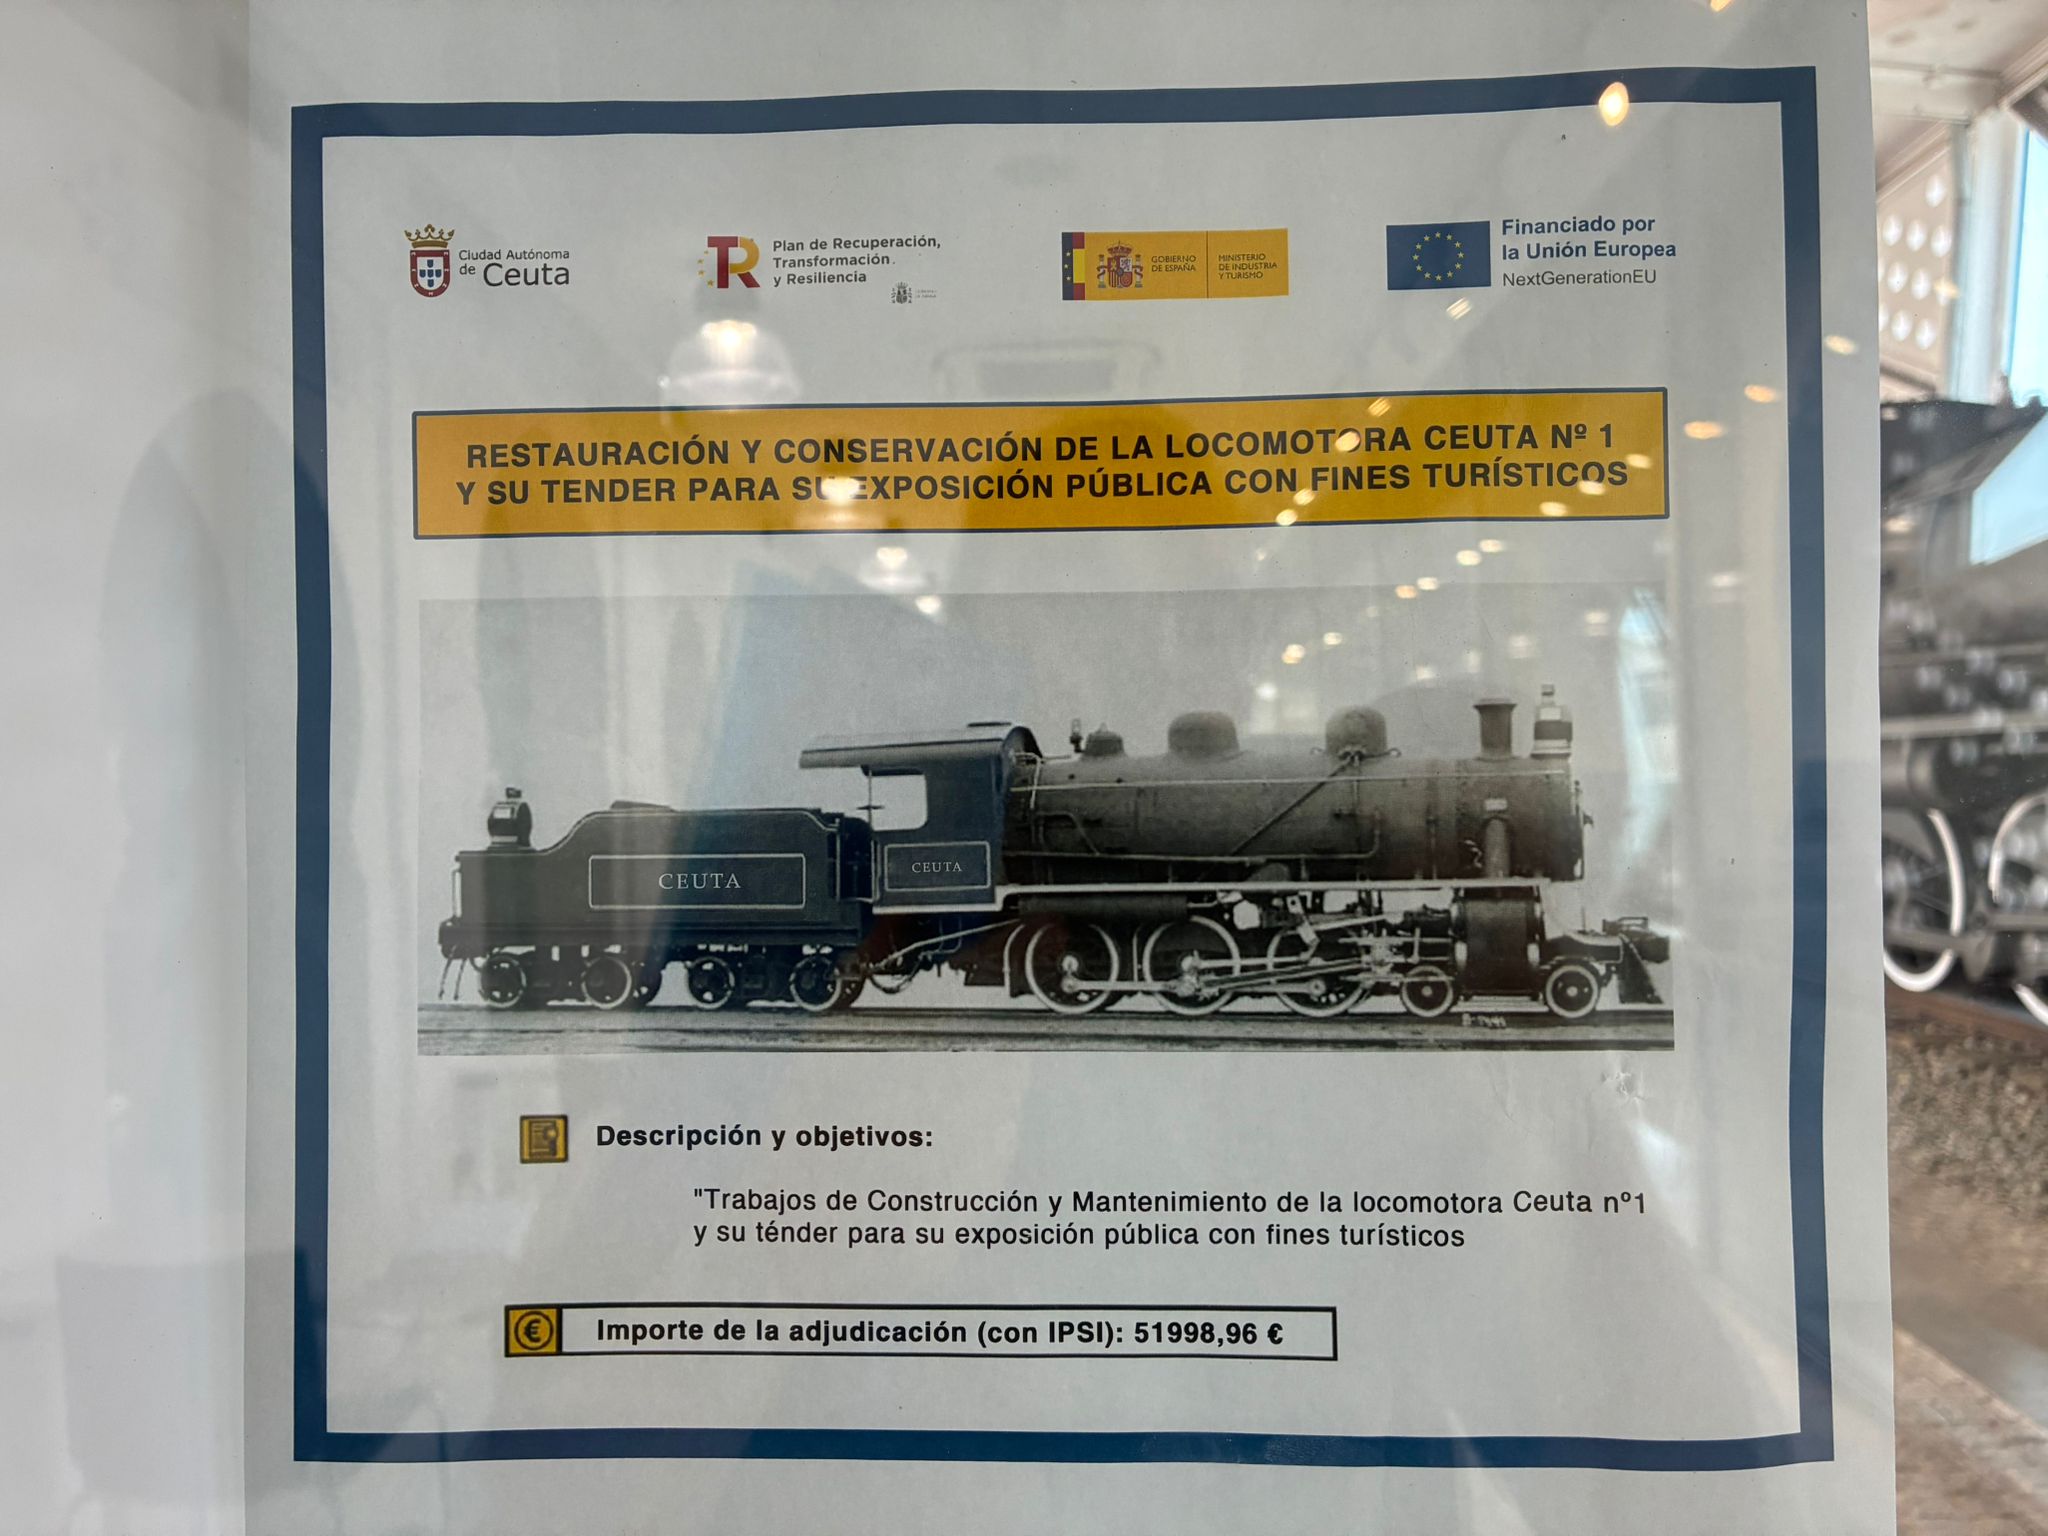 Ciudad Autónoma
de Ceuta
TR
Plan de Recuperación,
Transformación
y Resiliencia
GOBIERNO
DE ESPAÑA
MINISTERIO
DE INDUSTRIA
Y TURISMO
Financiado por
la Unión Europea
NextGenerationEU
RESTAURACIÓN Y CONSERVACIÓN DE LA LOCOMOTORA CEUTA Nº 1
Y SU TENDER PARA SU EXPOSICIÓN PÚBLICA CON FINES TURÍSTICOS
CEUTA
CEUTA
Descripción y objetivos:
"Trabajos de Construcción y Mantenimiento de la locomotora Ceuta nº1
y su ténder para su exposición pública con fines turísticos
€ Importe de la adjudicación (con IPSI): 51998,96 €